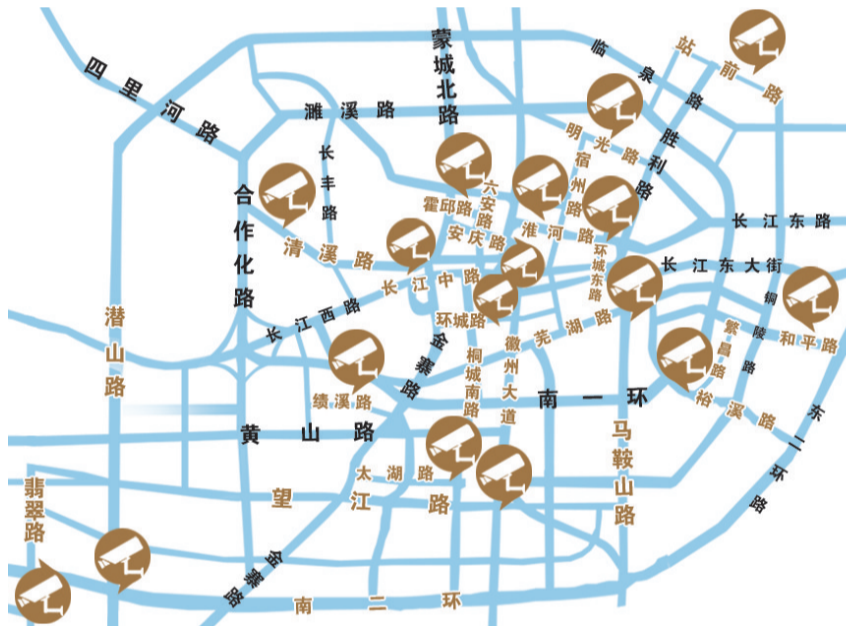 四里河路
蒙城北路
临泉路
站前路
濉溪路
明光路
胜利路
长丰路
宿州路
合作化路
六安路
霍邱路
安庆路
淮河路
长江东路
清溪路
环城东路
长江东大街
长江中路
铜陵路
长江西路
潜山路
环城路
芜湖路
繁昌路
和平路
金寨路
桐城南路
徽州大道
绩溪路
南一环
裕溪路
东二环路
黄山路
马鞍山路
太湖路
翡翠路
望江路
金寨路
南二环